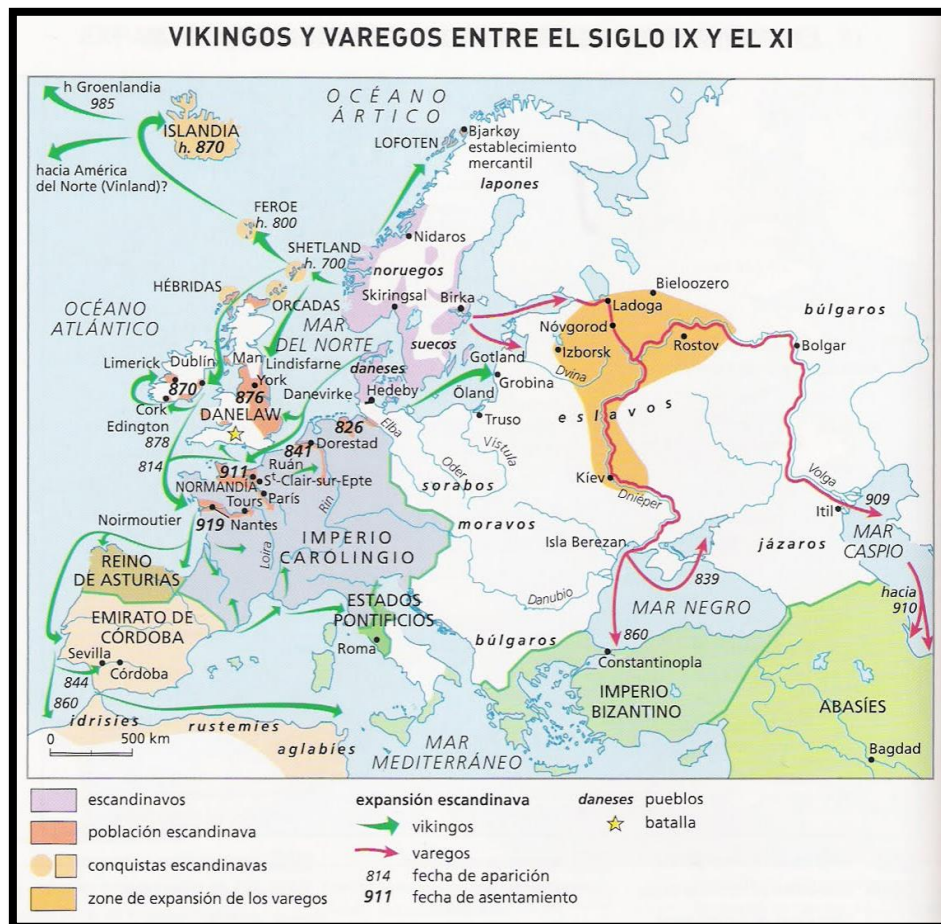 VIKINGOS Y VAREGOS ENTRE EL SIGLO IX Y EL XI
h Groenlandia
985
OCÉANO
ÁRTICO
ISLANDIA
h. 870
LOFOTEN
Bjarkøy
establecimiento
mercantil
lapones
hacia América
del Norte (Vinland)?
FEROE
h. 800
SHETLAND
h. 700
Nidaros
noruegos
HÉBRIDAS
ORCADAS
Skiringsal
Birka
Ladoga
Bieloozero
búlgaros
OCÉANO
ATLÁNTICO
MAR
DEL NORTE
suecos
Nóvgorod
Izborsk
Rostov
Bolgar
Limerick
Dublín
Man
Lindisfarne
York
daneses
Gotland
Dvina
870
876
Danevirke
Hedeby
Öland
Grobina
Cork
DANELAW
Truso
eslavos
Edington
878
826
Elba
Vístula
814
841
Dorestad
Oder
911
Ruán
St-Clair-sur-Epte
NORMANDÍA
París
Rin
sorabos
Kíev
Dniéper
Volga
909
Tours
Itil
919
Nantes
moravos
Noirmoutier
Loira
IMPERIO
CAROLINGIO
Isla Berezan
jázaros
MAR
CASPIO
REINO
DE ASTURIAS
839
Danubio
MAR NEGRO
hacia
910
EMIRATO DE
CÓRDOBA
ESTADOS
PONTIFICIOS
búlgaros
860
Sevilla
Roma
Constantinopla
844
Córdoba
860
IMPERIO
BIZANTINO
ABASÍES
idrisíes
rustemíes
0 500 km
aglabíes
MAR
MEDITERRÁNEO
Bagdad
escandinavos
población escandinava
conquistas escandinavas
zone de expansión de los varegos
expansión escandinava
vikingos
varegos
814 fecha de aparición
911 fecha de asentamiento
daneses pueblos
batalla